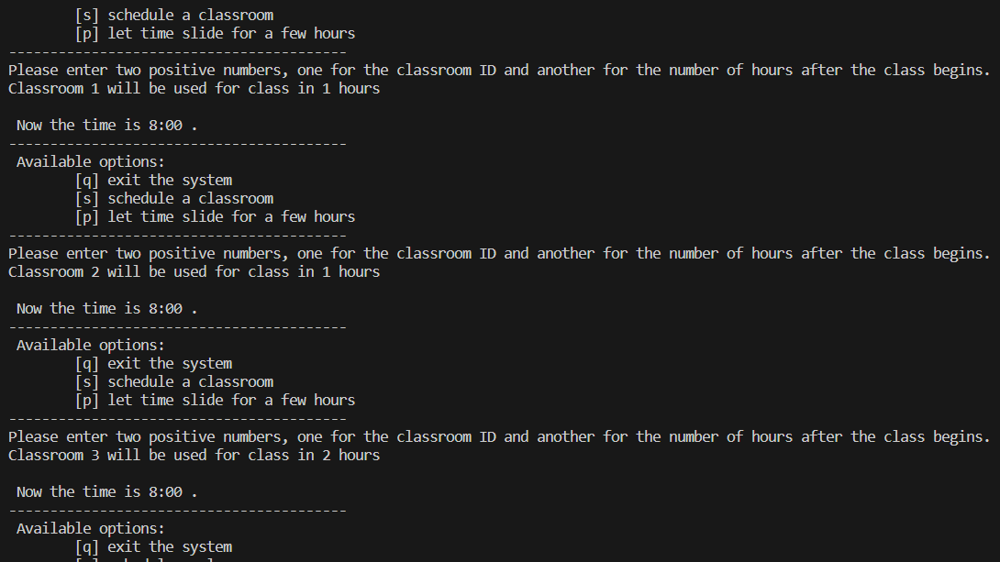 [s] schedule a classroom
[p] let time slide for a few hours
-----------------------------------------
Please enter two positive numbers, one for the classroom ID and another for the number of hours after the class begins.
Classroom 1 will be used for class in 1 hours
Now the time is 8:00 .
-----------------------------------------
Available options:
[q] exit the system
[s] schedule a classroom
[p] let time slide for a few hours
-----------------------------------------
Please enter two positive numbers, one for the classroom ID and another for the number of hours after the class begins.
Classroom 2 will be used for class in 1 hours
Now the time is 8:00 .
-----------------------------------------
Available options:
[q] exit the system
[s] schedule a classroom
[p] let time slide for a few hours
-----------------------------------------
Please enter two positive numbers, one for the classroom ID and another for the number of hours after the class begins.
Classroom 3 will be used for class in 2 hours
Now the time is 8:00 .
-----------------------------------------
Available options:
[q] exit the system